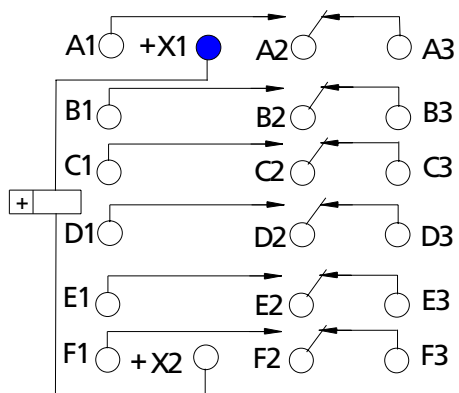 A1 +X1 A2 A3
B1 B2 B3
C1 C2 C3
+
D1 D2 D3
E1 E2 E3
F1 +X2 F2 F3